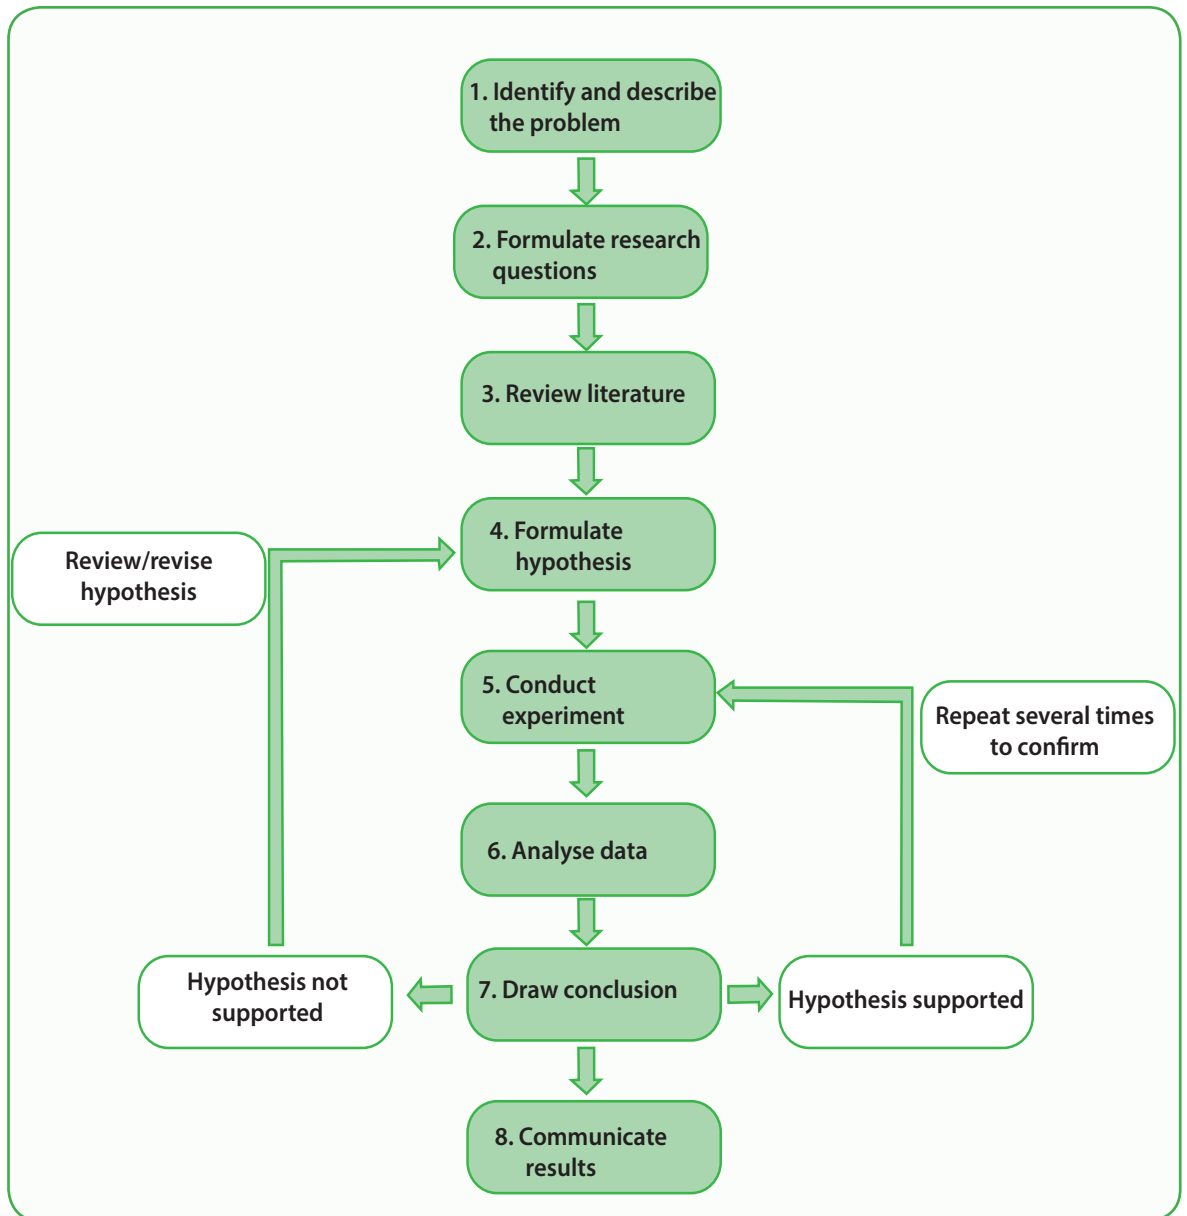 1. Identify and describe
the problem
2. Formulate research
questions
3. Review literature
4. Formulate
hypothesis
Review/revise
hypothesis
5. Conduct
experiment
Repeat several times
to confirm
6. Analyse data
Hypothesis not
supported
7. Draw conclusion
Hypothesis supported
8. Communicate
results